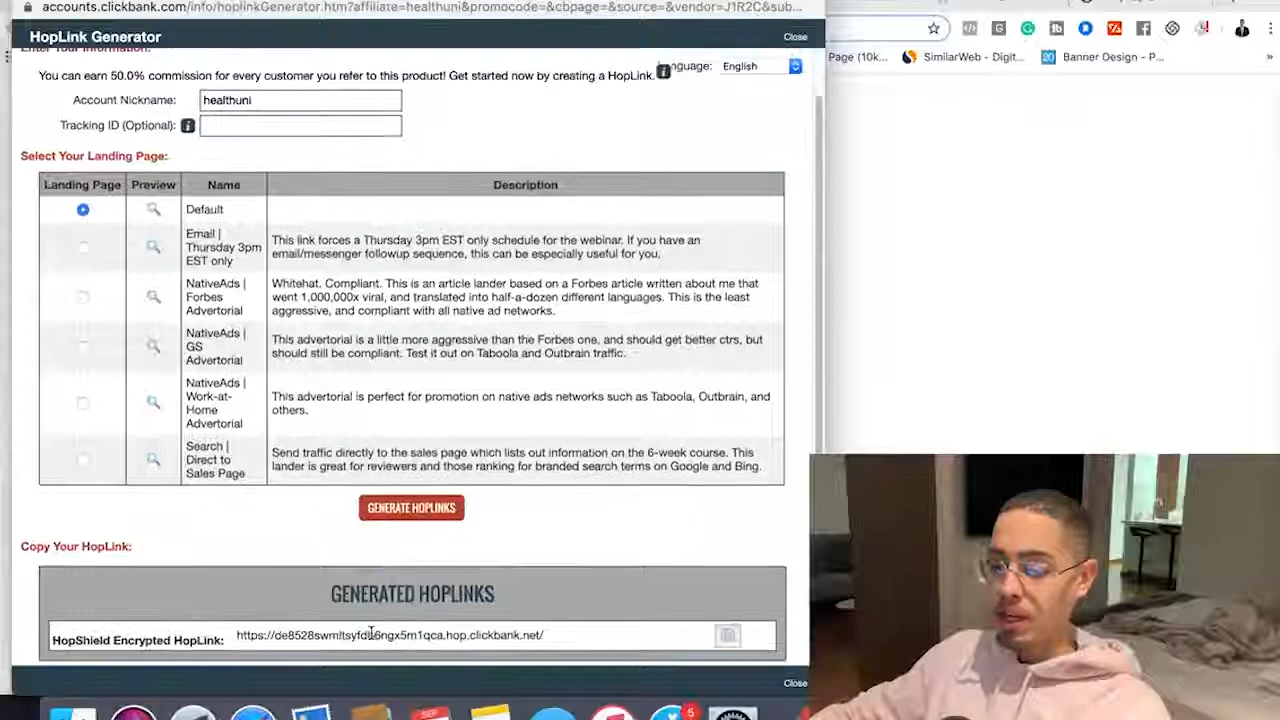 accounts.clickbank.com/info/hoplinkGenerator.htm?affiliate=healthuni&promocode=&cbpage=&source=&vendor=J1R2C&sub...
HopLink Generator
Close
Enter Your Information:
You can earn 50.0% commission for every customer you refer to this product! Get started now by creating a HopLink.
nguage: English
Account Nickname: healthuni
Tracking ID (Optional):
Select Your Landing Page:
Landing Page Preview Name Description
Default
Email |
Thursday 3pm
EST only
This link forces a Thursday 3pm EST only schedule for the webinar. If you have an
email/messenger followup sequence, this can be especially useful for you.
NativeAds |
Forbes
Advertorial
Whitehat. Compliant. This is an article lander based on a Forbes article written about me that
went 1,000,000x viral, and translated into half-a-dozen different languages. This is the least
aggressive, and compliant with all native ad networks.
NativeAds |
GS
Advertorial
This advertorial is a little more aggressive than the Forbes one, and should get better ctrs, but
should still be compliant. Test it out on Taboola and Outbrain traffic.
NativeAds |
Work-at-
Home
Advertorial
This advertorial is perfect for promotion on native ads networks such as Taboola, Outbrain, and
others.
Search |
Direct to
Sales Page
Send traffic directly to the sales page which lists out information on the 6-week course. This
lander is great for reviewers and those ranking for branded search terms on Google and Bing.
GENERATE HOPLINKS
Copy Your HopLink:
GENERATED HOPLINKS
HopShield Encrypted HopLink:
Close
Page (10k...
SimilarWeb - Digit...
Banner Design - P...
»
SEP
5